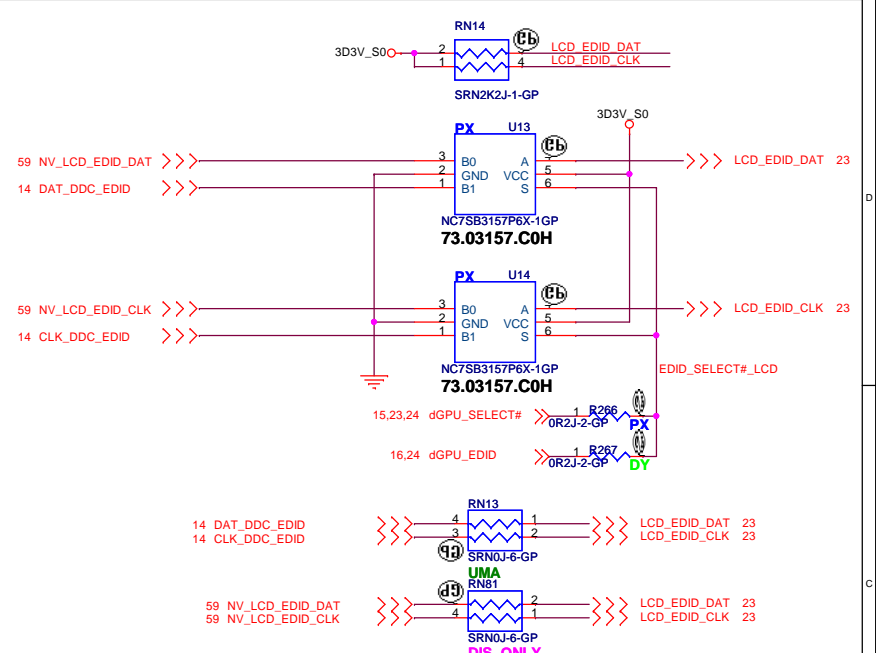 RN14
3D3V_S0
2
1
4
LCD_EDID_DAT
LCD_EDID_CLK
SRN2K2J-1-GP
3D3V_S0
PX U13
59 NV_LCD_EDID_DAT
14 DAT_DDC_EDID
3 B0 A
2 GND VCC 5
1 B1 S 6
LCD_EDID_DAT 23
NC7SB3157P6X-1GP
73.03157.C0H
PX U14
59 NV_LCD_EDID_CLK
14 CLK_DDC_EDID
3 B0 A
2 GND VCC 5
1 B1 S 6
LCD_EDID_CLK 23
NC7SB3157P6X-1GP
73.03157.C0H
EDID_SELECT#_LCD
15,23,24 dGPU_SELECT# 1 R266
0R2J-2-GP PX
16,24 dGPU_EDID 1 R267
0R2J-2-GP DY
RN13
14 DAT_DDC_EDID 4 1 LCD_EDID_DAT 23
14 CLK_DDC_EDID 3 2 LCD_EDID_CLK 23
SRN0J-6-GP
UMA
RN81
59 NV_LCD_EDID_DAT 2 LCD_EDID_DAT 23
59 NV_LCD_EDID_CLK 4 1 LCD_EDID_CLK 23
SRN0J-6-GP
DIS_ONLY
D
C